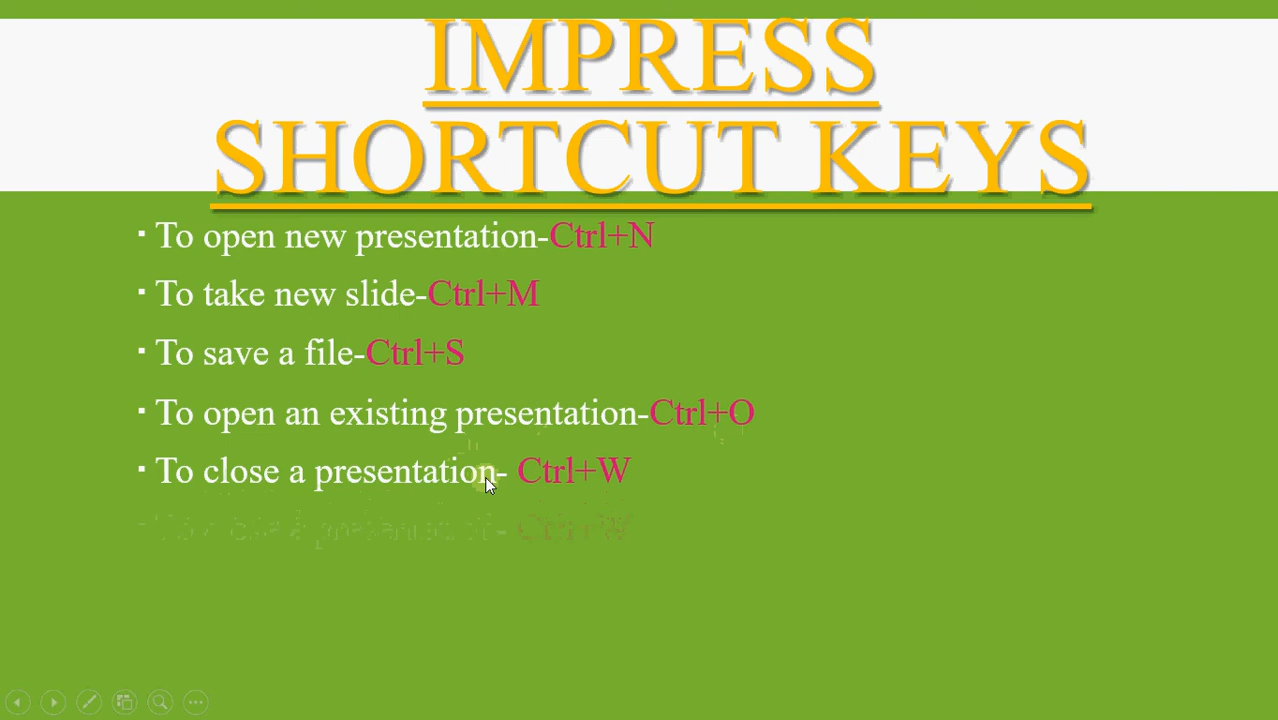 IMPRESS
SHORTCUT KEYS
▪ To open new presentation-Ctrl+N
▪ To take new slide-Ctrl+M
▪ To save a file-Ctrl+S
▪ To open an existing presentation-Ctrl+O
▪ To close a presentation- Ctrl+W